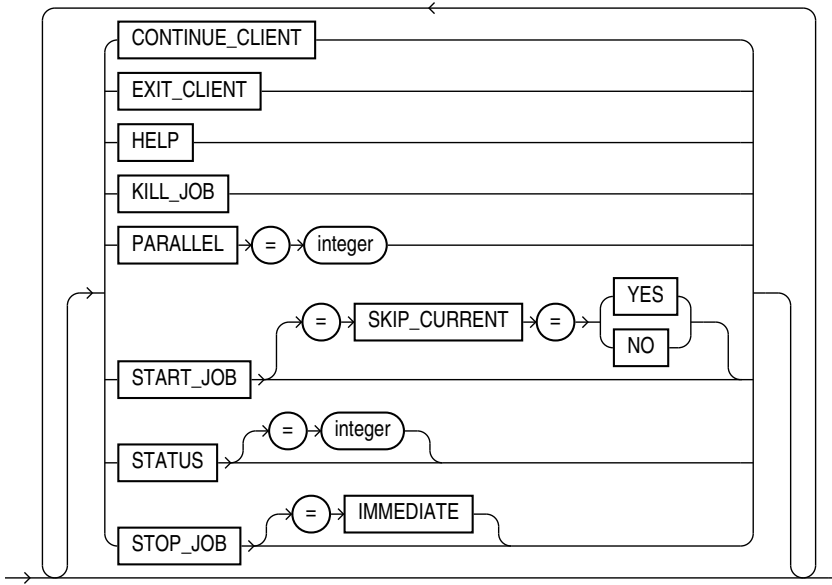 CONTINUE_CLIENT
EXIT_CLIENT
HELP
KILL_JOB
PARALLEL = integer
YES
= SKIP_CURRENT =
NO
START_JOB
= integer
STATUS
= IMMEDIATE
STOP_JOB